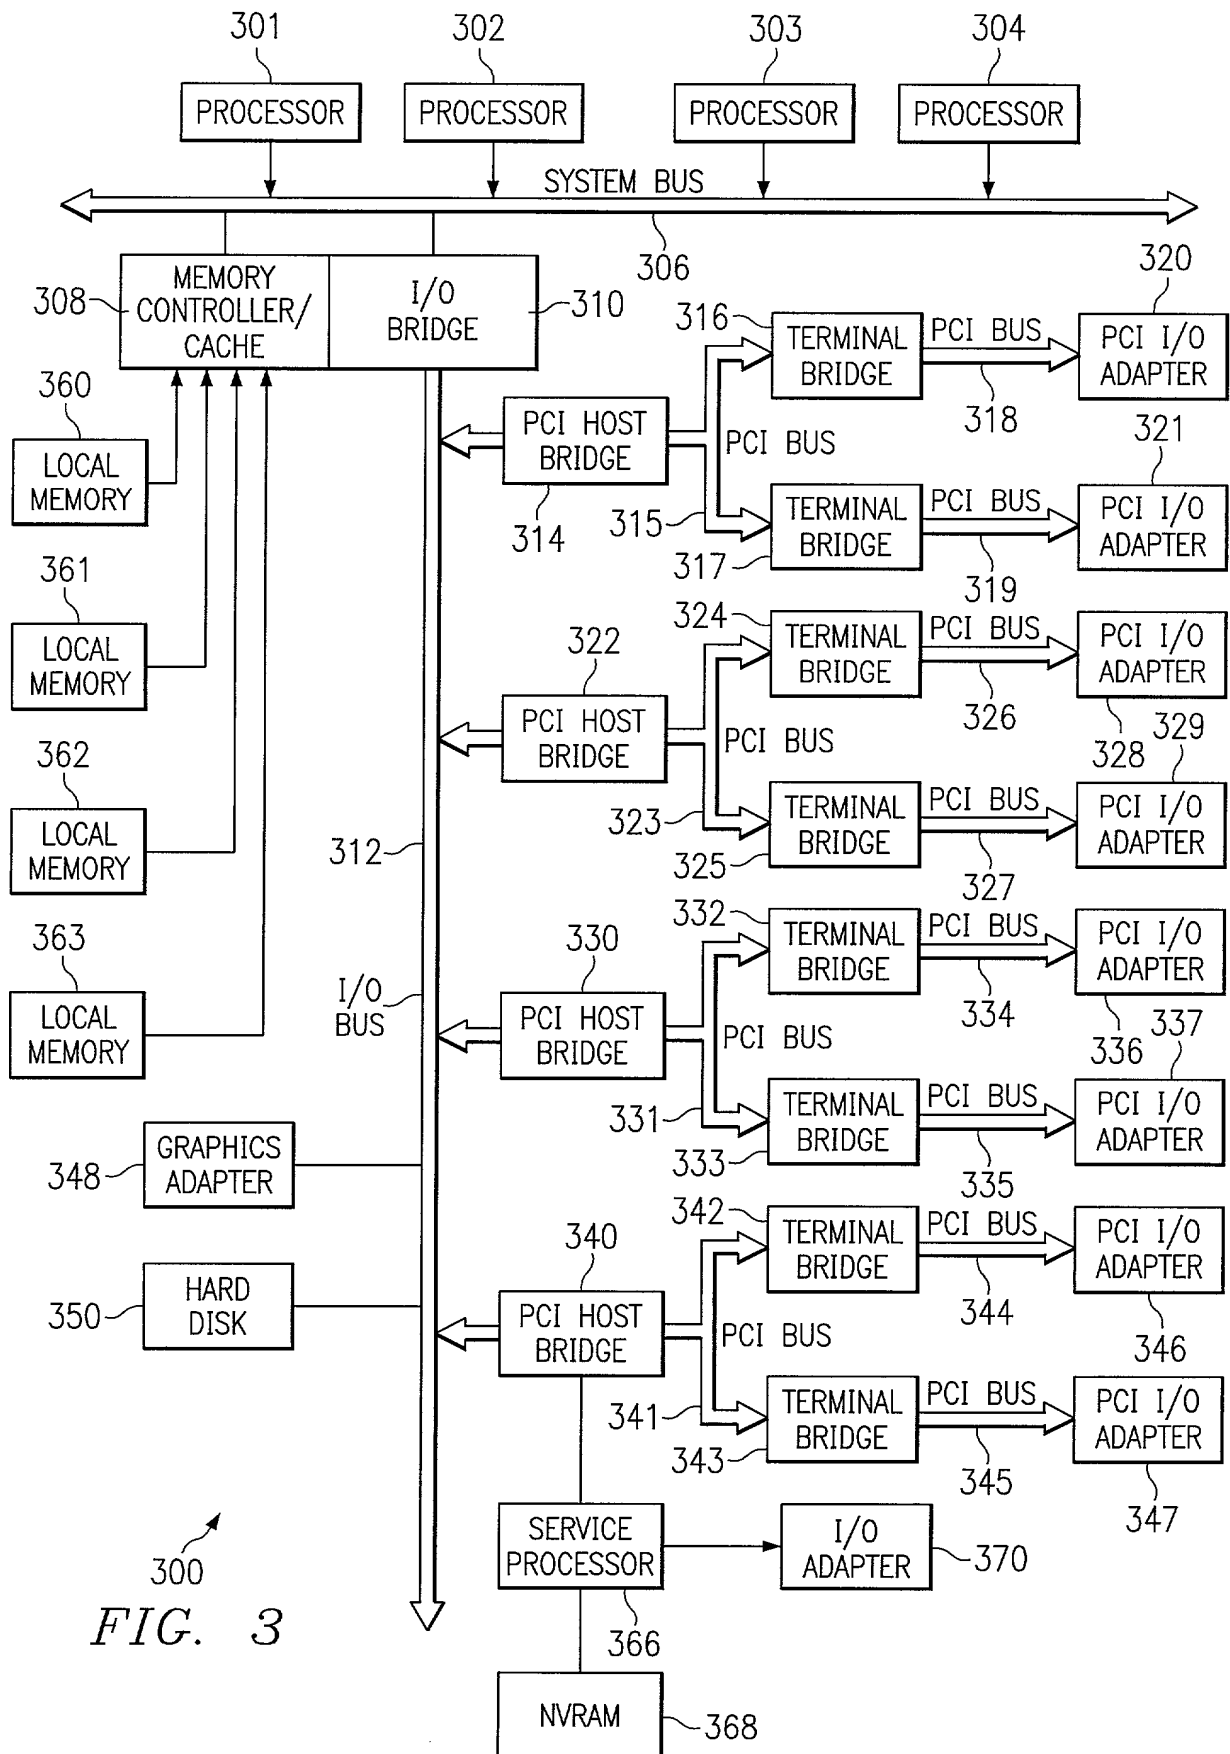 301
302
303
304
PROCESSOR
PROCESSOR
PROCESSOR
PROCESSOR
SYSTEM BUS
306
308
MEMORY
CONTROLLER/
CACHE
I/O
BRIDGE
310
320
316
TERMINAL
BRIDGE
PCI BUS
318
PCI I/O
ADAPTER
360
LOCAL
MEMORY
PCI HOST
BRIDGE
314
PCI BUS
315
321
TERMINAL
BRIDGE
317
PCI BUS
319
PCI I/O
ADAPTER
361
LOCAL
MEMORY
322
PCI HOST
BRIDGE
324
TERMINAL
BRIDGE
PCI BUS
326
PCI I/O
ADAPTER
328
PCI BUS
323
329
362
LOCAL
MEMORY
312
TERMINAL
BRIDGE
325
PCI BUS
327
PCI I/O
ADAPTER
363
LOCAL
MEMORY
I/O
BUS
330
PCI HOST
BRIDGE
332
TERMINAL
BRIDGE
PCI BUS
334
PCI I/O
ADAPTER
336
PCI BUS
331
337
TERMINAL
BRIDGE
333
PCI BUS
335
PCI I/O
ADAPTER
348
GRAPHICS
ADAPTER
350
HARD
DISK
340
PCI HOST
BRIDGE
342
TERMINAL
BRIDGE
PCI BUS
344
PCI I/O
ADAPTER
346
PCI BUS
341
TERMINAL
BRIDGE
343
PCI BUS
345
PCI I/O
ADAPTER
347
SERVICE
PROCESSOR
366
I/O
ADAPTER
370
NVRAM
368
300
FIG. 3